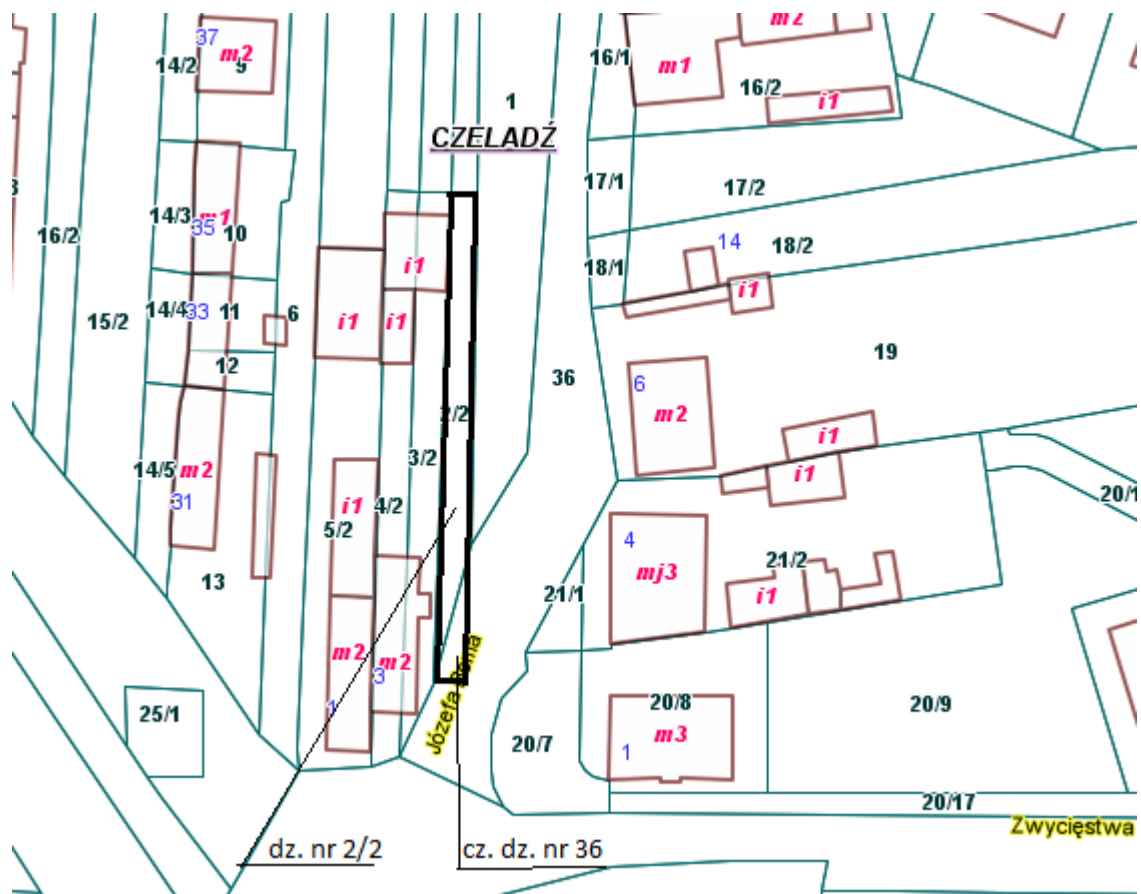 37
m2
9
14/2
1
CZELADŹ
16/1
m2
m1
16/2
i1
14/3
m1
35
10
16/2
17/1
17/2
18/1
14
18/2
i1
i1
15/2
14/4
33
11
6
12
i1
i1
36
19
6
m2
2/2
i1
3/2
14/5
m2
31
i1
5/2
4/2
i1
20/1
4
mj3
21/2
i1
13
21/1
m2
m2
3
1
Józefa Bema
25/1
20/7
20/8
m3
1
20/9
20/17
Zwycięstwa
dz. nr 2/2
cz. dz. nr 36